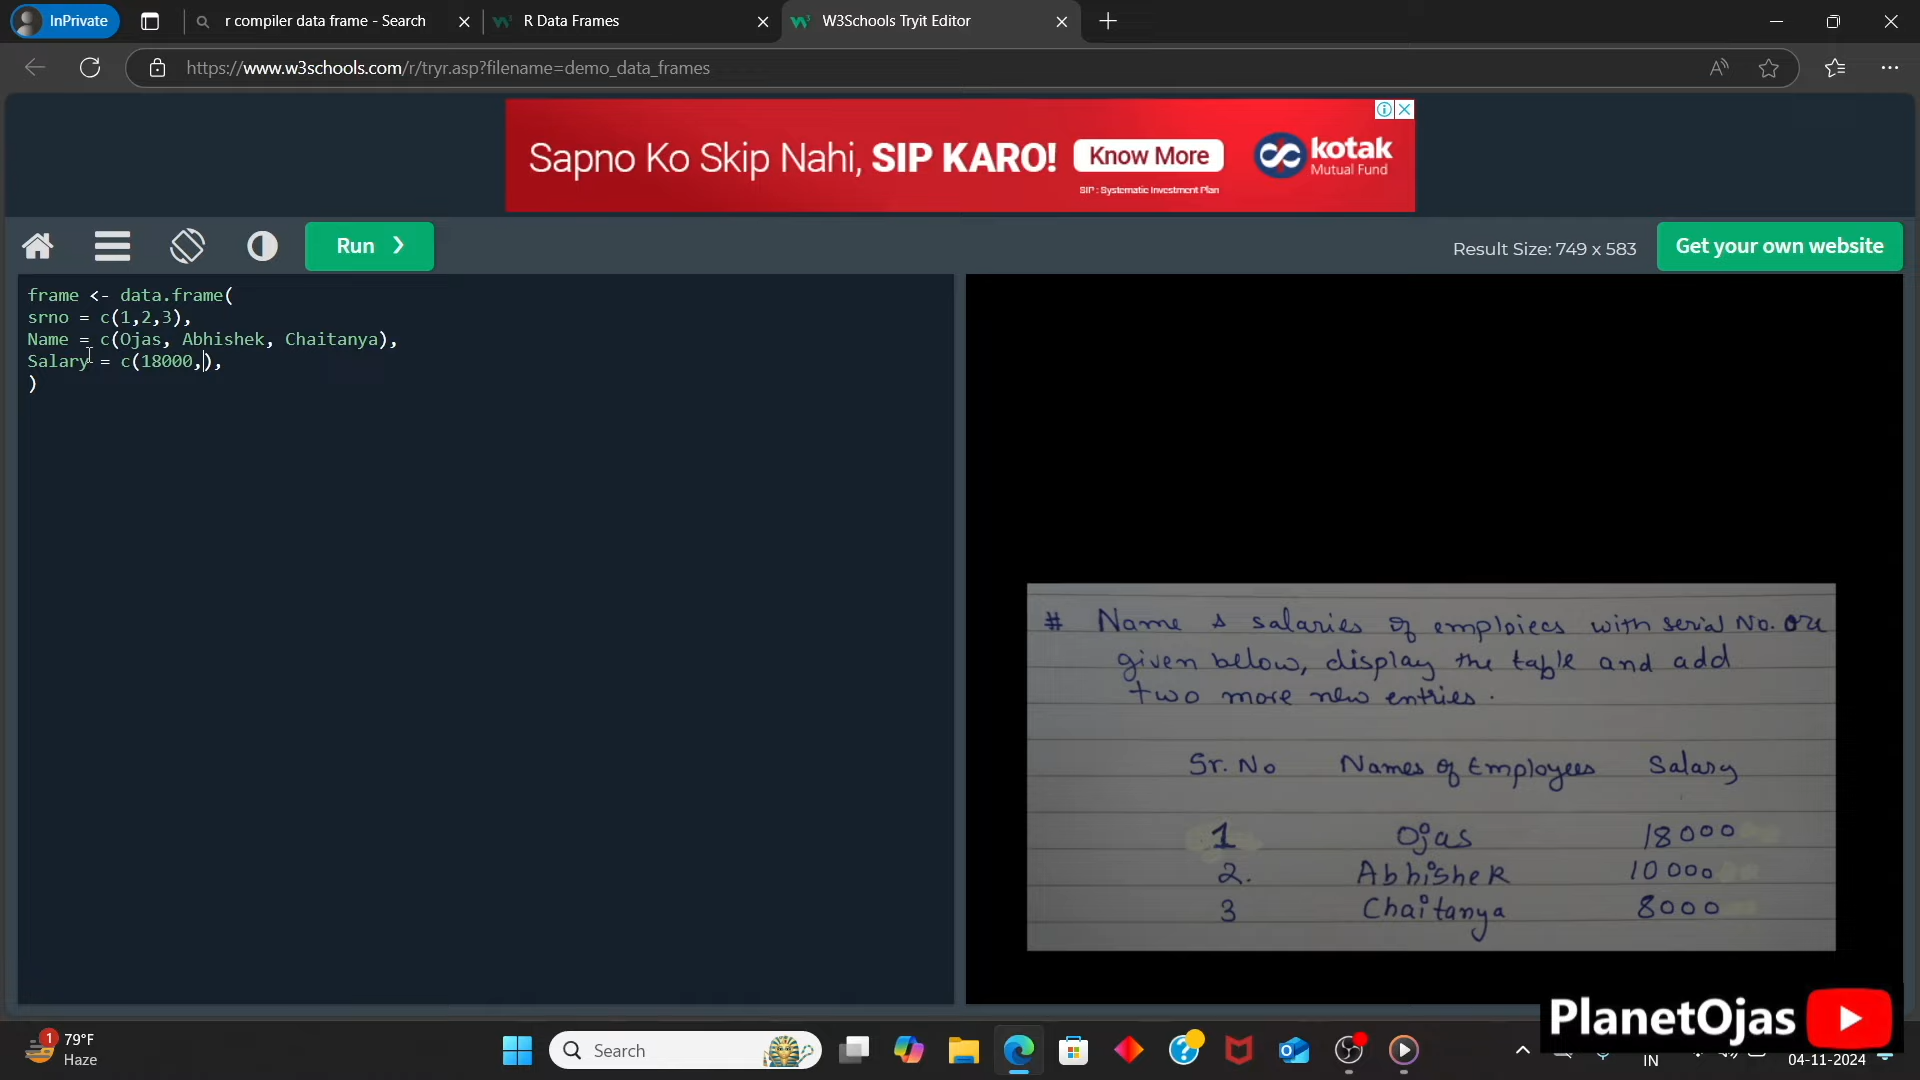 InPrivate
r compiler data frame - Search
R Data Frames
W3Schools Tryit Editor
https://www.w3schools.com/r/tryr.asp?filename=demo_data_frames
Sapno Ko Skip Nahi, SIP KARO!
Know More
SIP : Systematic Investment Plan
kotak
Mutual Fund
Run ❯
Result Size: 749 x 583
Get your own website
frame <- data.frame(
srno = c(1,2,3),
Name = c(Ojas, Abhishek, Chaitanya),
Salary = c(18000,),
)
# Name & salaries of emploiees with serial No. are
given below, display the table and add
two more new entries.
Sr. No Names of Employees Salary
1 Ojas 18000
2. Abhishek 10000
3 Chaitanya 8000
PlanetOjas
1
79°F
Haze
Search
IN
04-11-2024